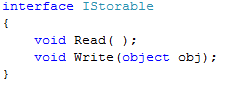 interface IStorable
{
    void Read( );
    void Write(object obj);
}